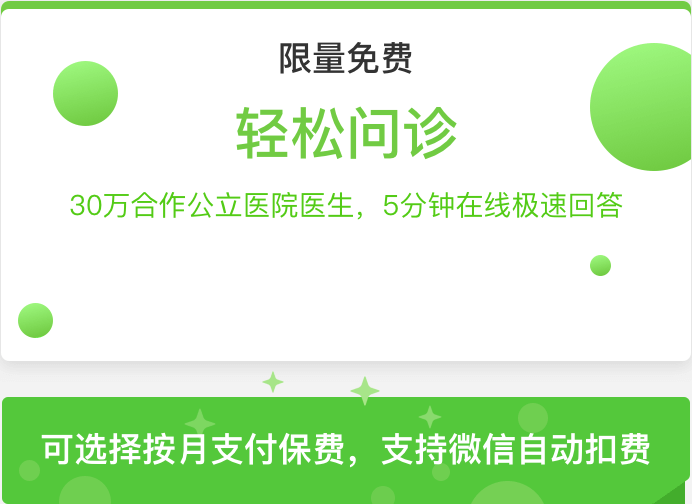 限量免费
轻松问诊
30万合作公立医院医生，5分钟在线极速回答
可选择按月支付保费，支持微信自动扣费